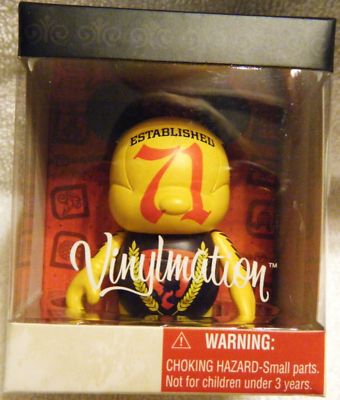 ESTABLISHED
71
Vinylmation™
⚠ WARNING:
CHOKING HAZARD-Small parts.
Not for children under 3 years.